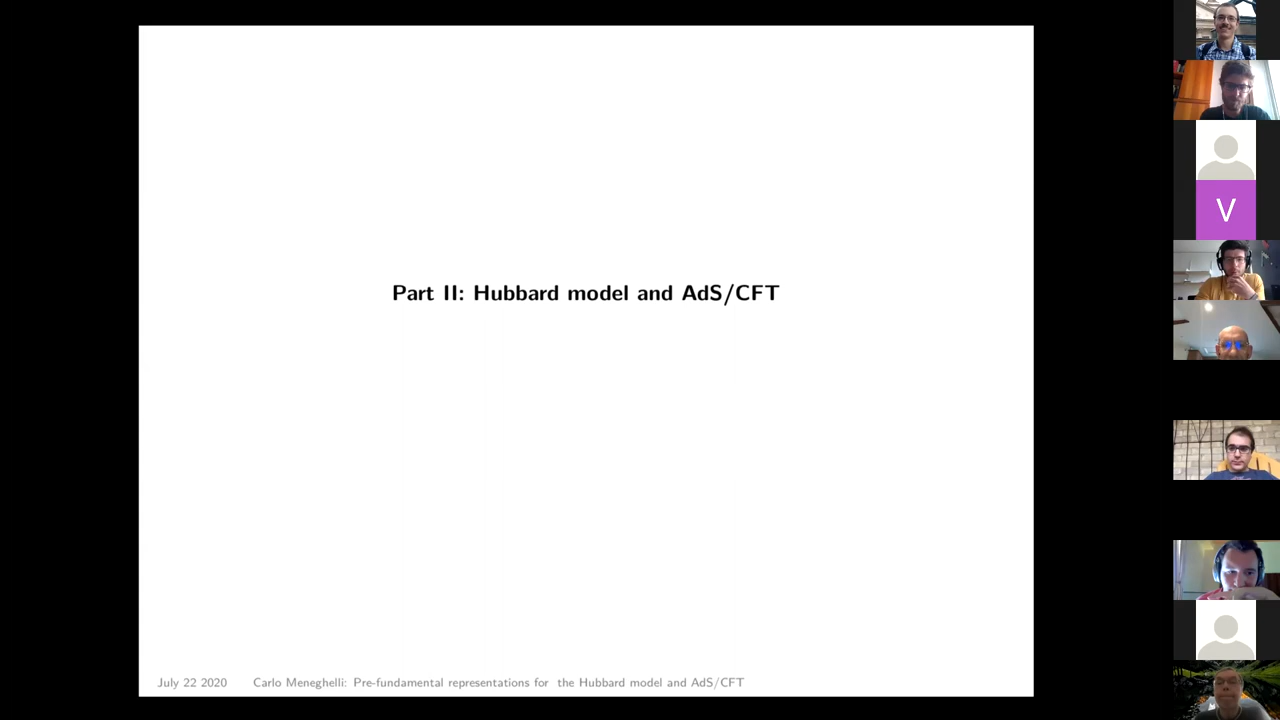 Part II: Hubbard model and AdS/CFT
V
July 22 2020 Carlo Meneghelli: Pre-fundamental representations for the Hubbard model and AdS/CFT